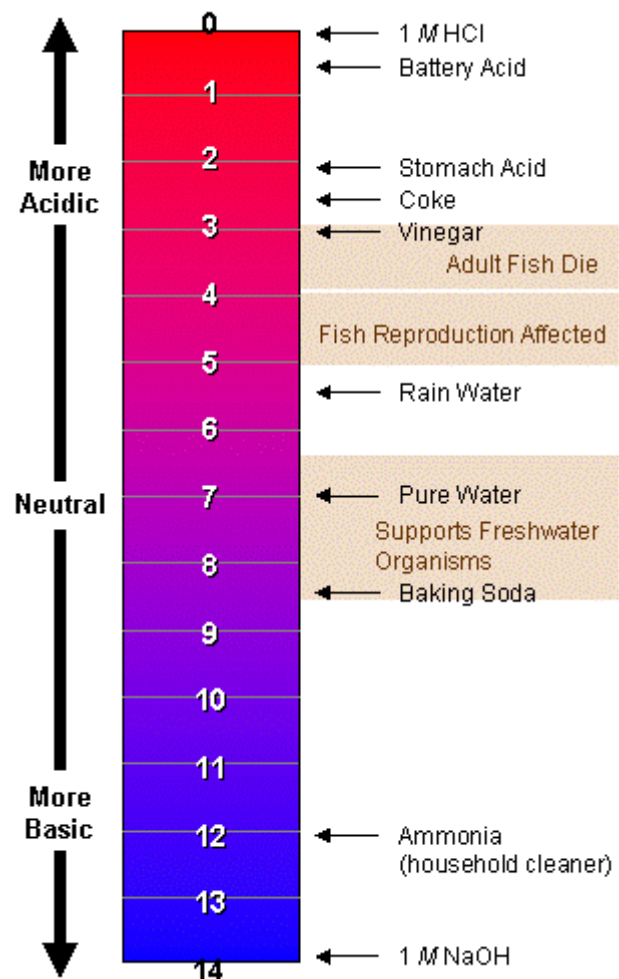 0
1 M HCl
Battery Acid
1
More
Acidic
2
Stomach Acid
Coke
3
Vinegar
Adult Fish Die
4
Fish Reproduction Affected
5
Rain Water
6
Neutral
7
Pure Water
Supports Freshwater
Organisms
8
Baking Soda
9
10
11
More
Basic
12
Ammonia
(household cleaner)
13
1 M NaOH
14